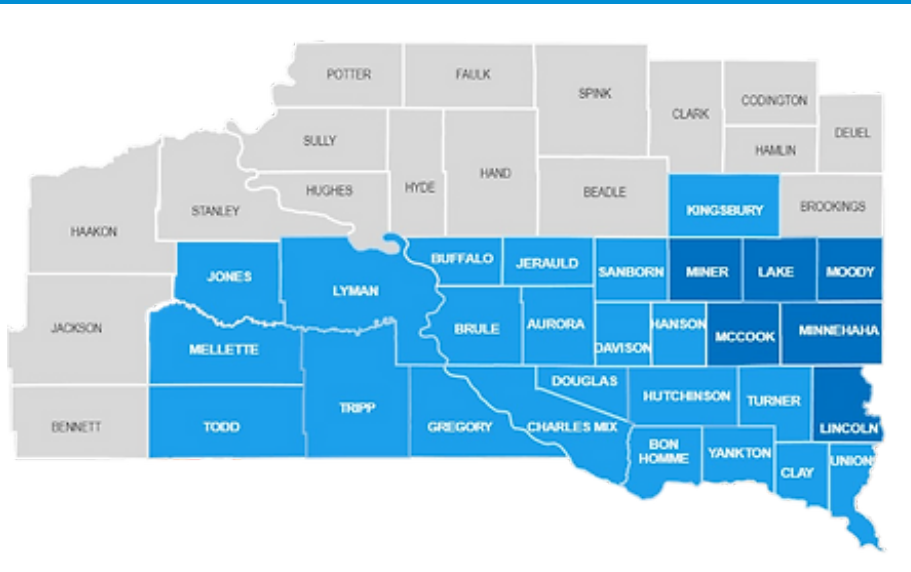 POTTER
FAULK
SPINK
CLARK
CODINGTON
DEUEL
HAMLIN
SULLY
HUGHES
HYDE
HAND
BEADLE
STANLEY
HAAKON
KINGSBURY
BROOKINGS
JONES
LYMAN
BUFFALO
JERAULD
SANBORN
MINER
LAKE
MOODY
JACKSON
MELLETTE
BRULE
AURORA
DAVISON
HANSON
MCCOOK
MINNEHAHA
BENNETT
TODD
TRIPP
GREGORY
DOUGLAS
CHARLES MIX
HUTCHINSON
TURNER
LINCOLN
BON
HOMME
YANKTON
CLAY
UNION